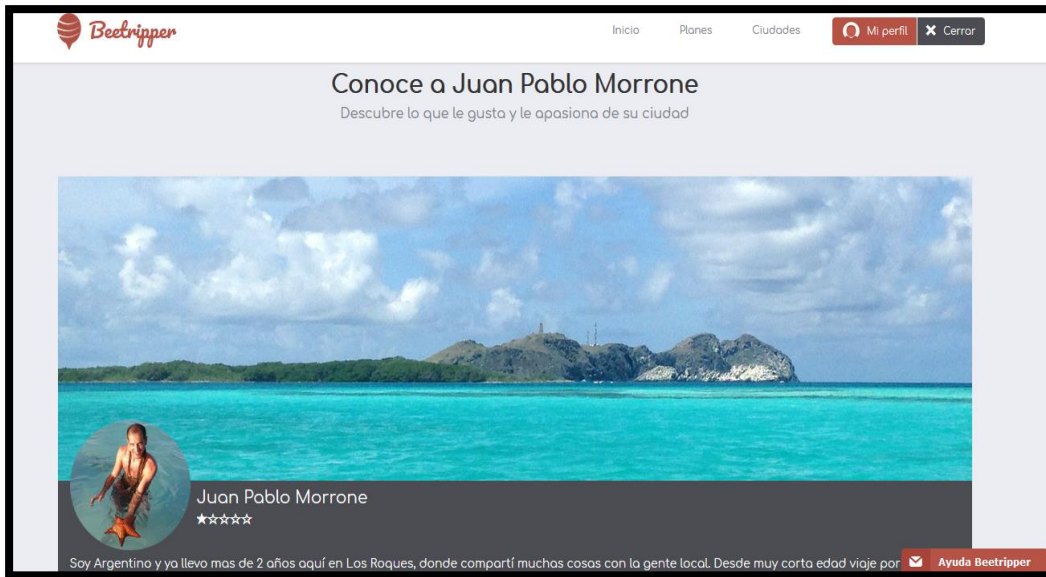 Beetripper
Inicio Planes Ciudades Mi perfil Cerrar
Conoce a Juan Pablo Morrone
Descubre lo que le gusta y le apasiona de su ciudad
Juan Pablo Morrone
Soy Argentino y ya llevo mas de 2 años aquí en Los Roques, donde compartí muchas cosas con la gente local. Desde muy corta edad viaje por
Ayuda Beetripper